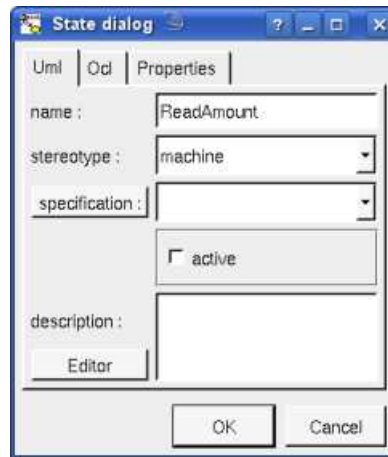 State dialog
Uml Ocl Properties
name : ReadAmount
stereotype : machine
specification :
active
description :
Editor
OK Cancel